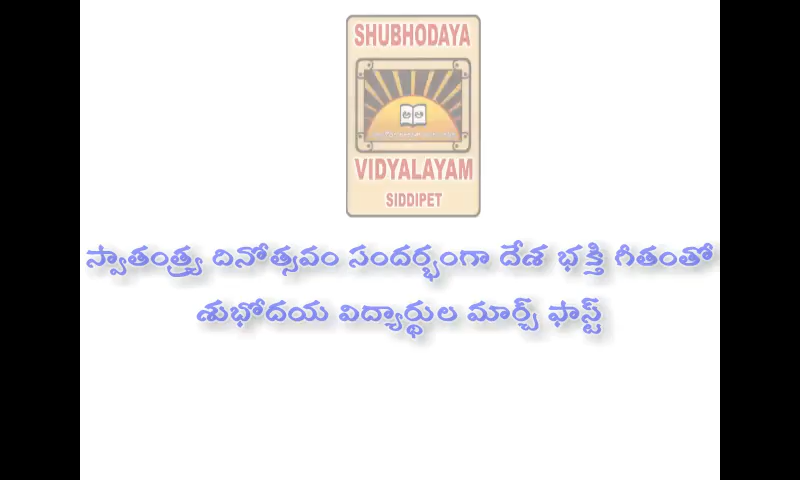 SHUBHODAYA
అ ఆ
VIDYALAYAM
SIDDIPET
స్వాతంత్ర్య దినోత్సవం సందర్భంగా దేశ భక్తి గీతంతో
శుభోదయ విద్యార్థుల మార్చ్ ఫాస్ట్